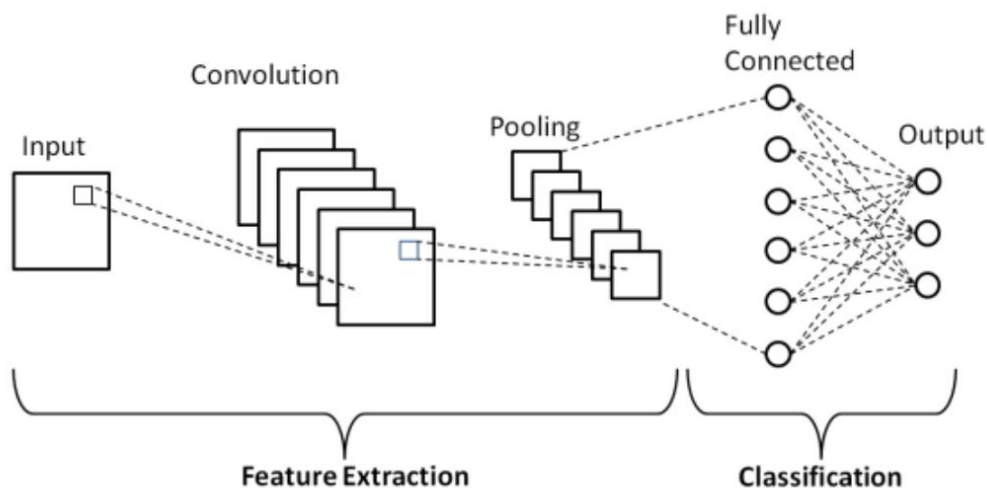 Input
Convolution
Pooling
Fully
Connected
Output
Feature Extraction
Classification